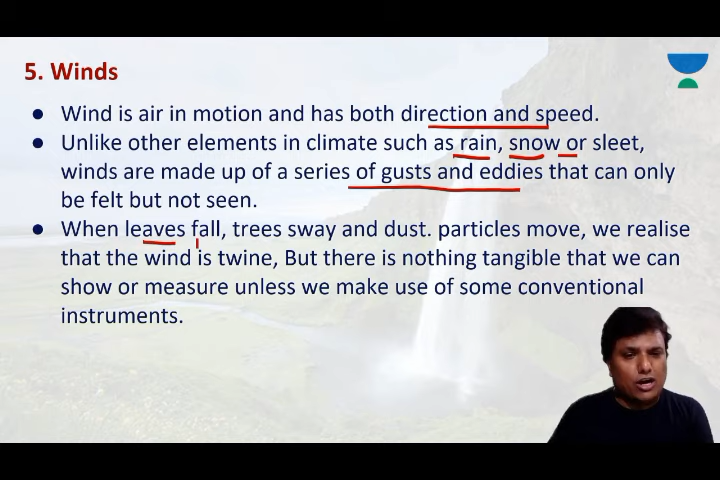 5. Winds
● Wind is air in motion and has both direction and speed.
● Unlike other elements in climate such as rain, snow or sleet,
winds are made up of a series of gusts and eddies that can only
be felt but not seen.
● When leaves fall, trees sway and dust. particles move, we realise
that the wind is twine, But there is nothing tangible that we can
show or measure unless we make use of some conventional
instruments.